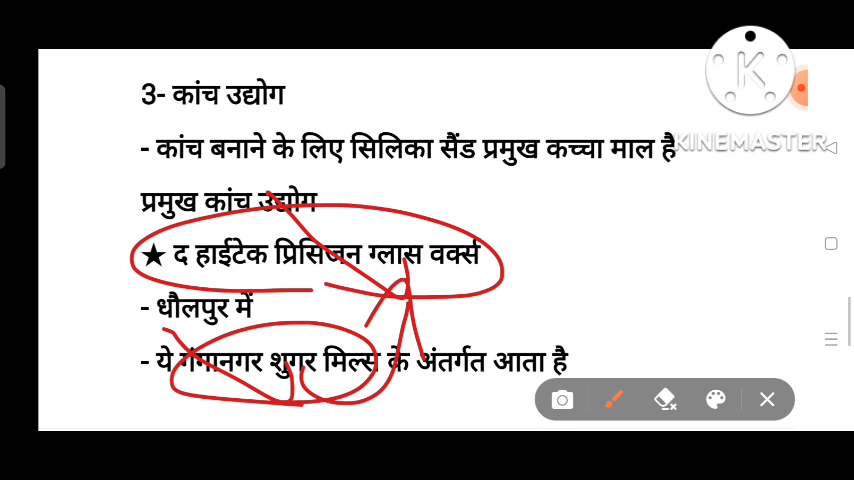 3- कांच उद्योग
- कांच बनाने के लिए सिलिका सैंड प्रमुख कच्चा माल है
प्रमुख कांच उद्योग
★ द हाईटेक प्रिसिजन ग्लास वर्क्स
- धौलपुर में
- ये गंगानगर शुगर मिल्स के अंतर्गत आता है
K
KINEMASTER